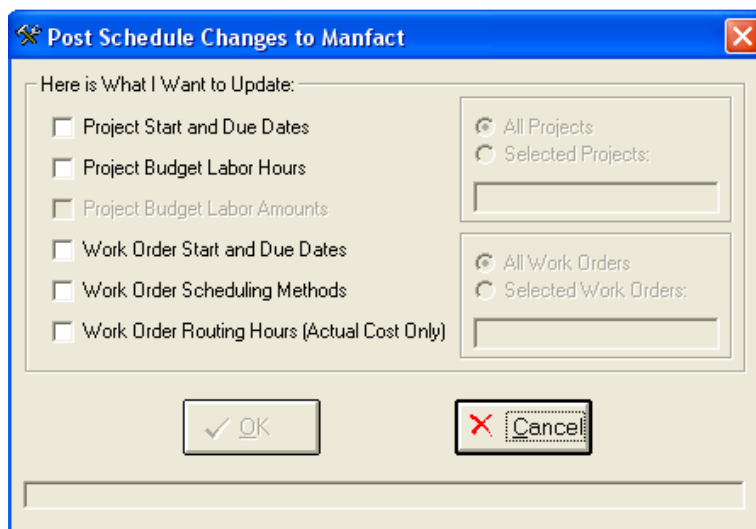 Post Schedule Changes to Manfact
Here is What I Want to Update:
Project Start and Due Dates
Project Budget Labor Hours
Project Budget Labor Amounts
Work Order Start and Due Dates
Work Order Scheduling Methods
Work Order Routing Hours (Actual Cost Only)
All Projects
Selected Projects:
All Work Orders
Selected Work Orders:
OK
Cancel